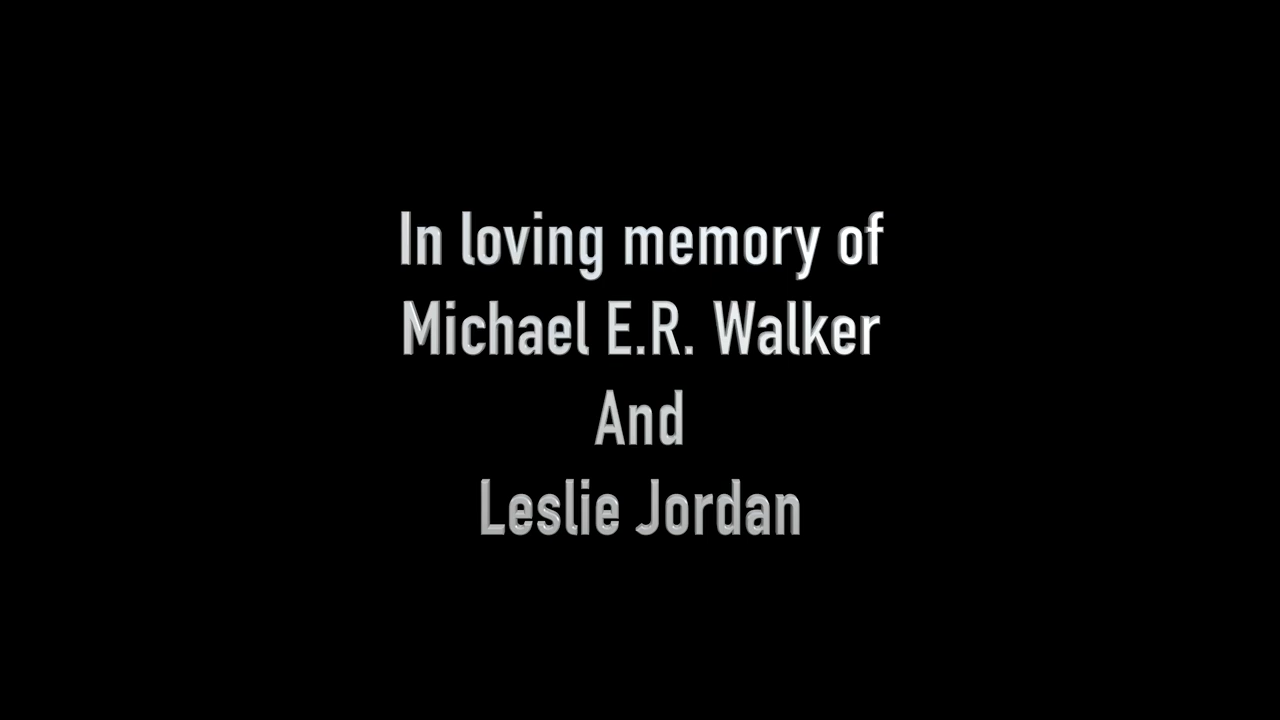 In loving memory of
Michael E.R. Walker
And
Leslie Jordan